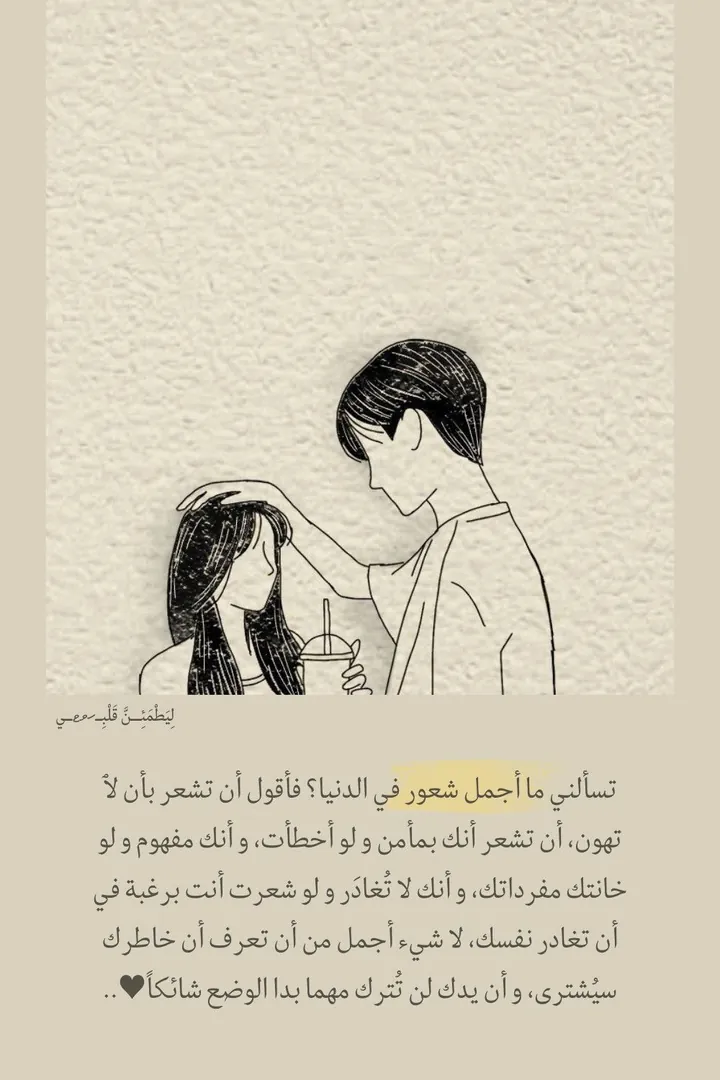 لِيَطْمَئِــنَّ قَلْبِـــي
تسألني ما أجمل شعور في الدنيا؟ فأقول أن تشعر بأن لاَ
تهون، أن تشعر أنك بمأمن و لو أخطأت، و أنك مفهوم و لو
خانتك مفرداتك، و أنك لا تُغادَر و لو شعرت أنت برغبة في
أن تغادر نفسك، لا شيء أجمل من أن تعرف أن خاطرك
سيُشترى، و أن يدك لن تُترك مهما بدا الوضع شائكاً♥..